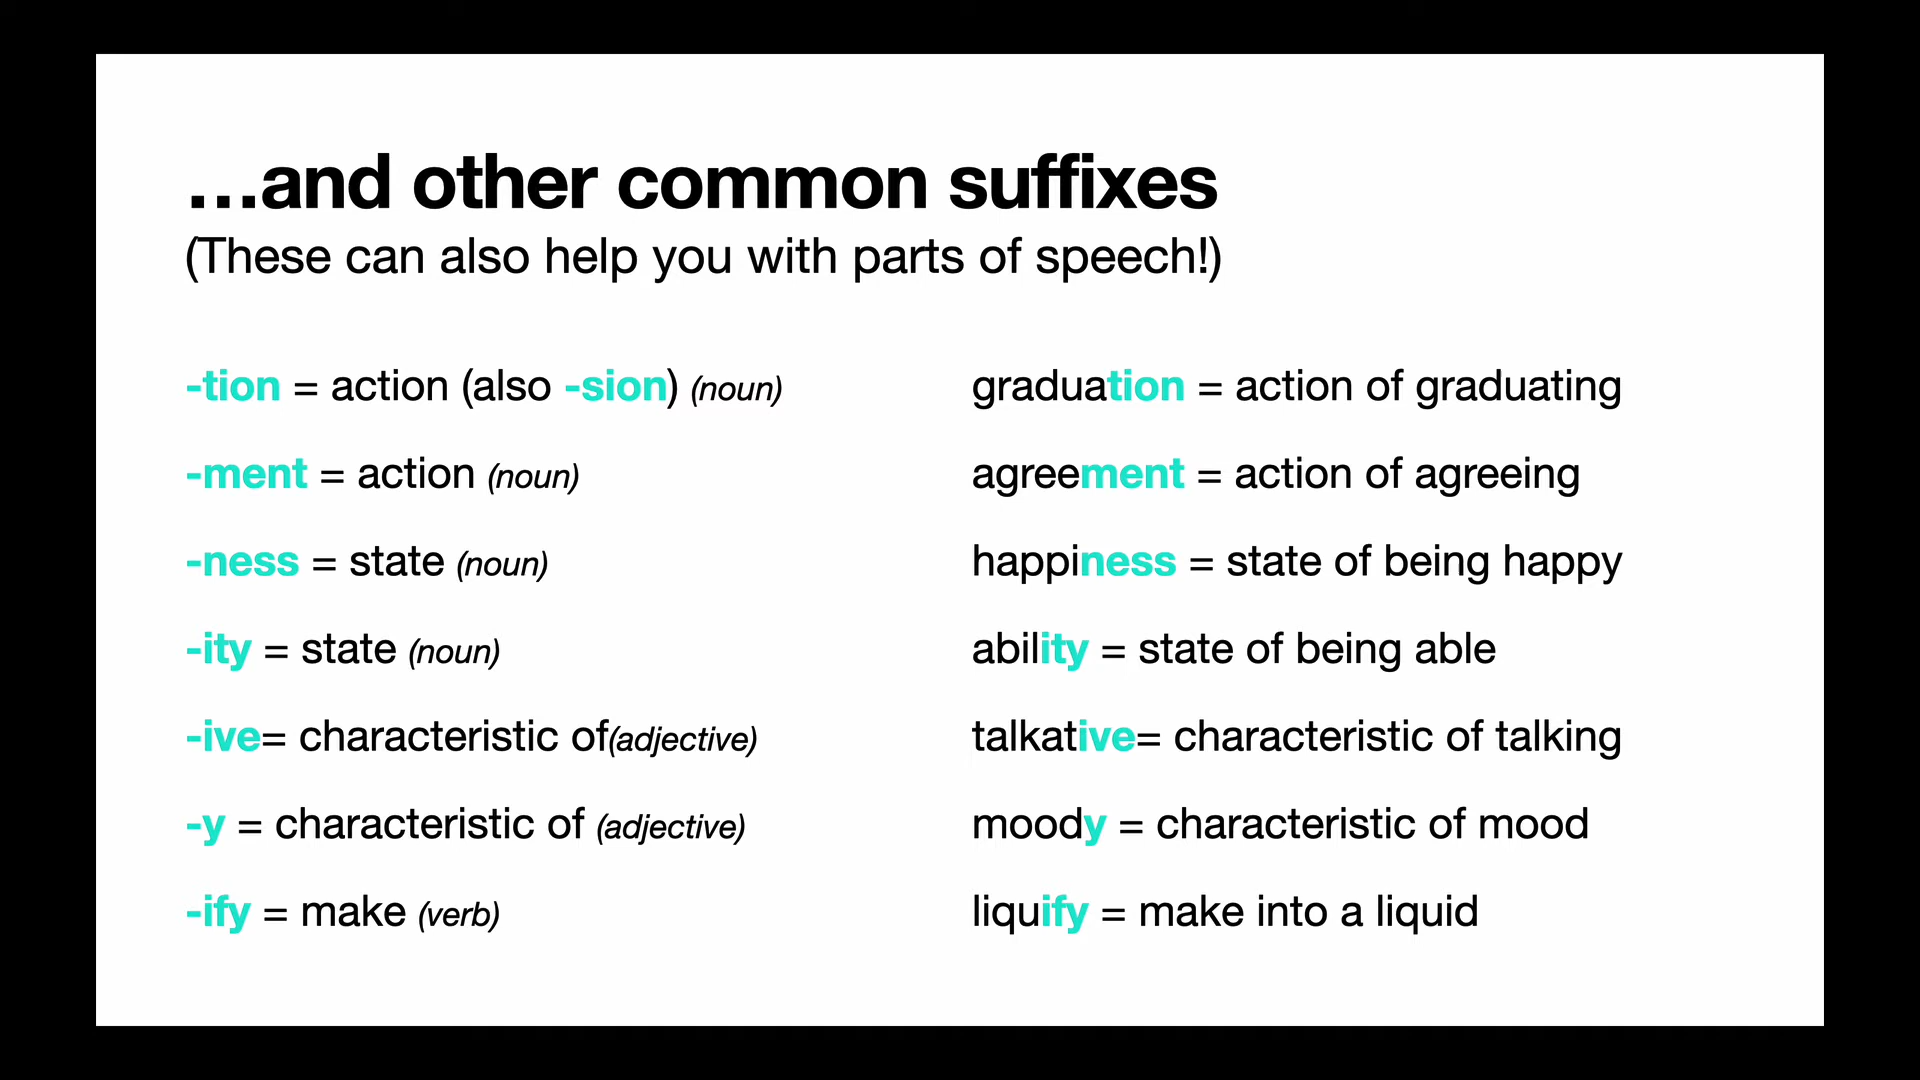 …and other common suffixes
(These can also help you with parts of speech!)
-tion = action (also -sion) (noun)
graduation = action of graduating
-ment = action (noun)
agreement = action of agreeing
-ness = state (noun)
happiness = state of being happy
-ity = state (noun)
ability = state of being able
-ive= characteristic of(adjective)
talkative= characteristic of talking
-y = characteristic of (adjective)
moody = characteristic of mood
-ify = make (verb)
liquify = make into a liquid